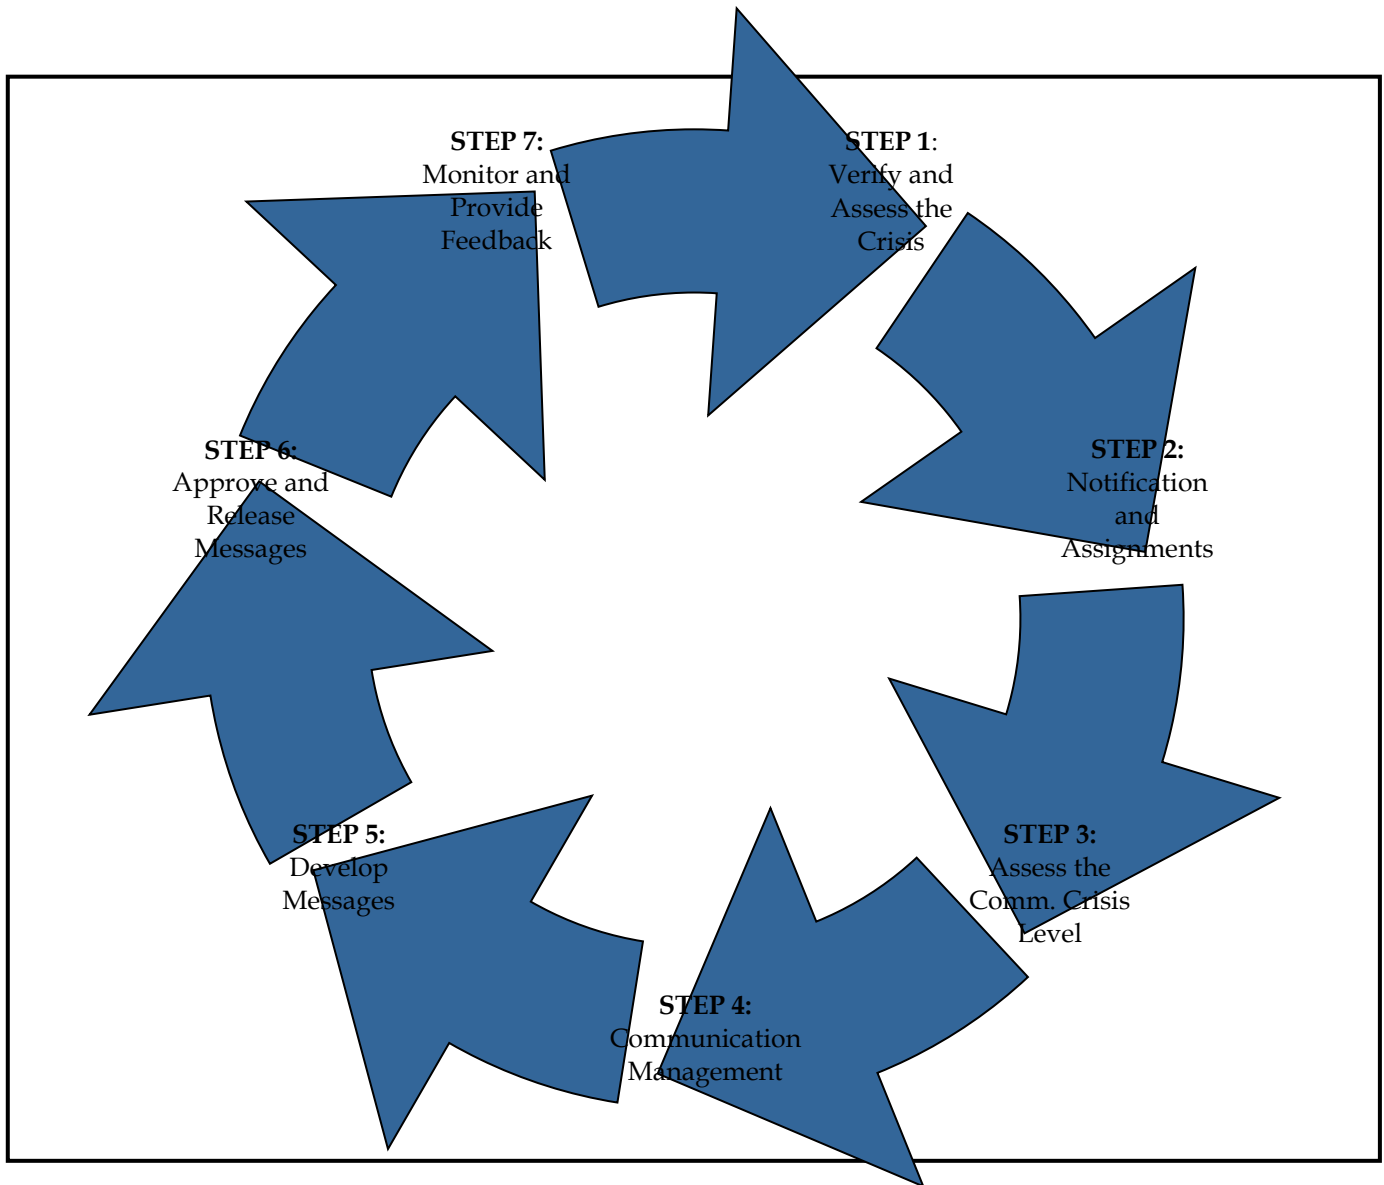 STEP 7:
Monitor and
Provide
Feedback
STEP 1:
Verify and
Assess the
Crisis
STEP 2:
Notification
and
Assignments
STEP 3:
Assess the
Comm. Crisis
Level
STEP 4:
Communication
Management
STEP 5:
Develop
Messages
STEP 6:
Approve and
Release
Messages